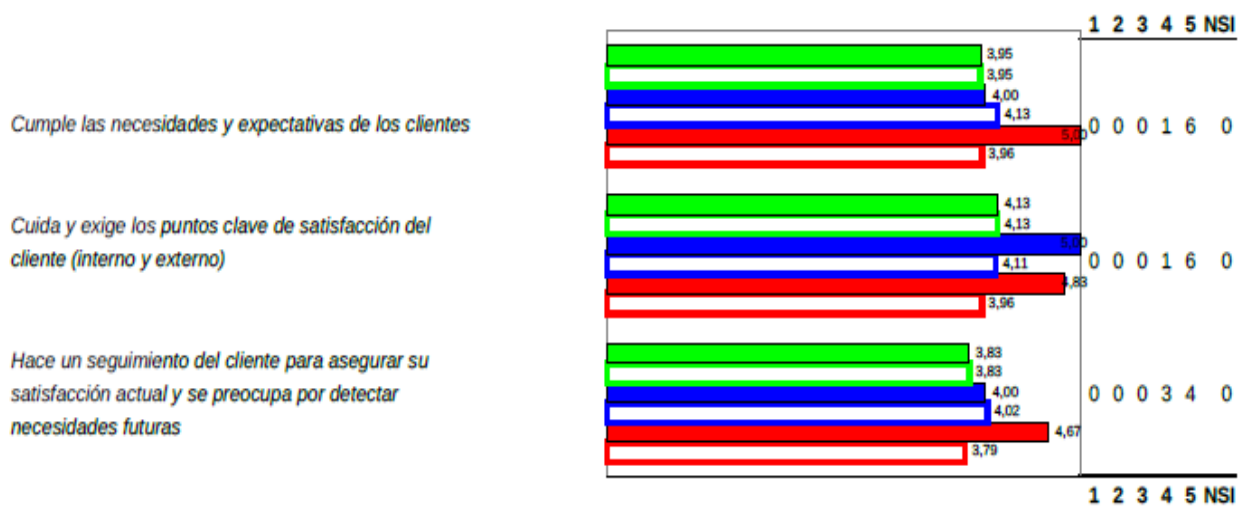 1 2 3 4 5 NSI
3,95
3,95
4,00
4,13
Cumple las necesidades y expectativas de los clientes
5,00
0 0 0 1 6 0
3,96
4,13
Cuida y exige los puntos clave de satisfacción del
4,13
5,00
cliente (interno y externo)
4,11
0 0 0 1 6 0
4,83
3,96
3,83
Hace un seguimiento del cliente para asegurar su
3,83
satisfacción actual y se preocupa por detectar
4,00
0 0 0 3 4 0
4,02
necesidades futuras
4,67
3,79
1 2 3 4 5 NSI